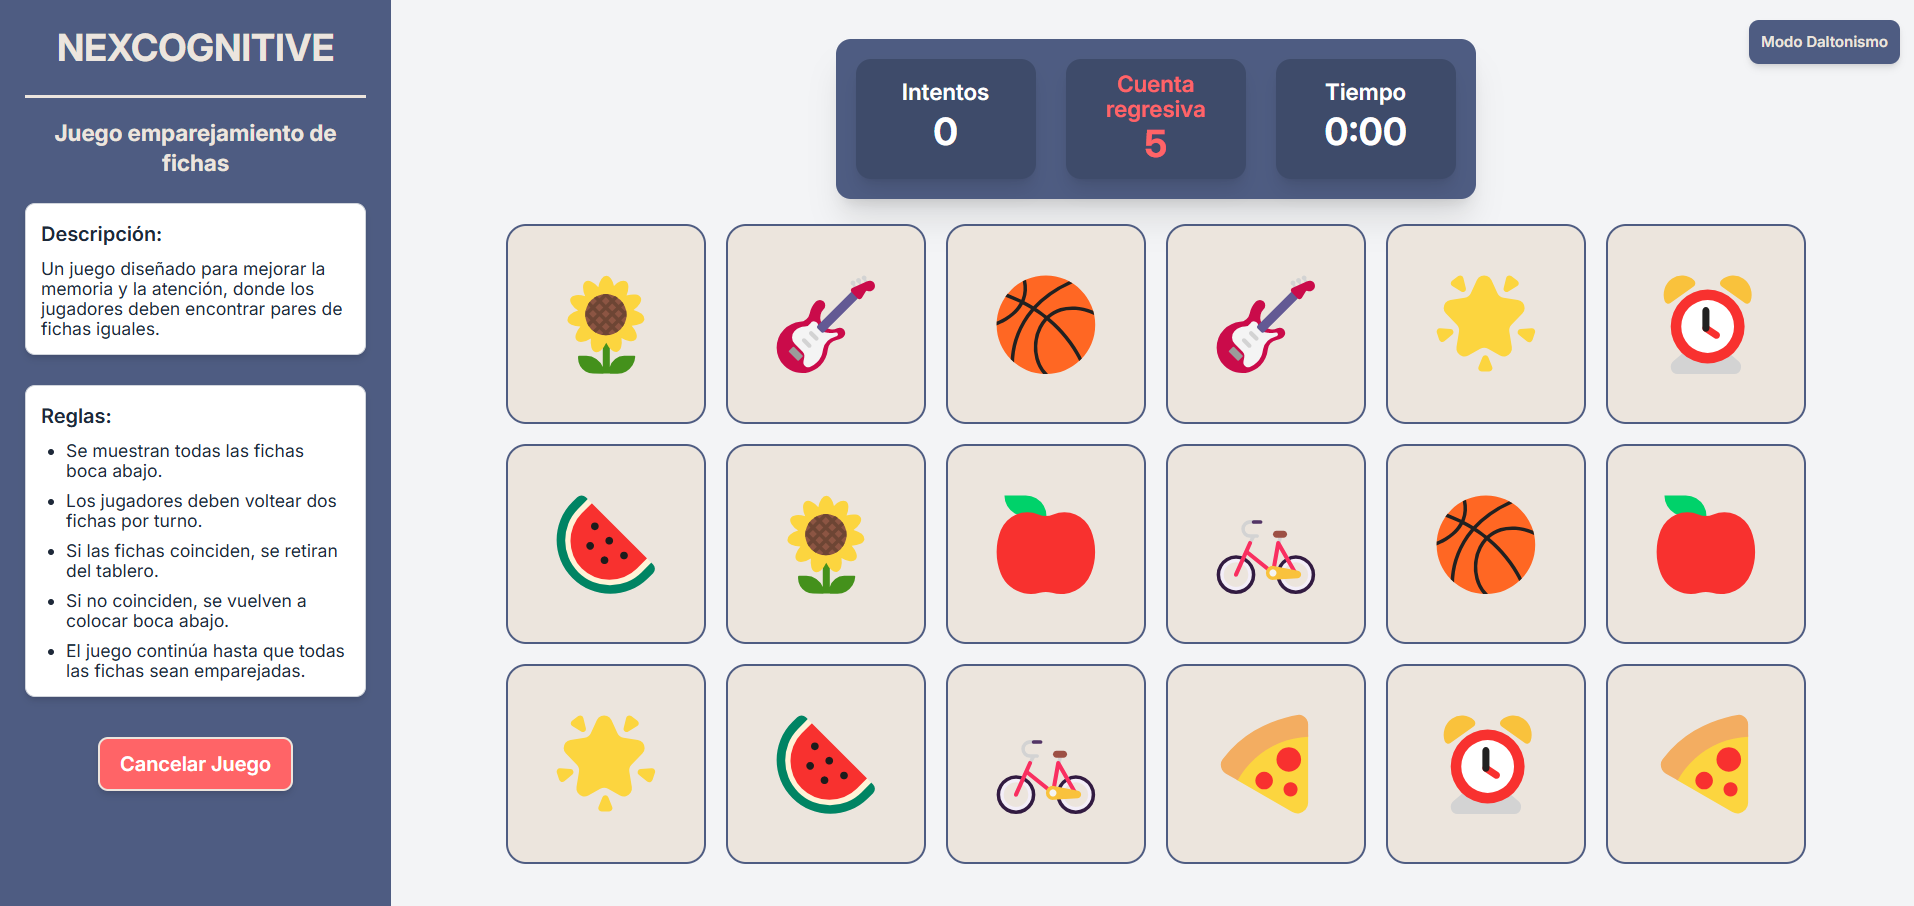 NEXCOGNITIVE
Juego emparejamiento de
fichas
Descripción:
Un juego diseñado para mejorar la
memoria y la atención, donde los
jugadores deben encontrar pares de
fichas iguales.
Reglas:
• Se muestran todas las fichas
boca abajo.
• Los jugadores deben voltear dos
fichas por turno.
• Si las fichas coinciden, se retiran
del tablero.
• Si no coinciden, se vuelven a
colocar boca abajo.
• El juego continúa hasta que todas
las fichas sean emparejadas.
Cancelar Juego
Intentos
0
Cuenta
regresiva
5
Tiempo
0:00
Modo Daltonismo